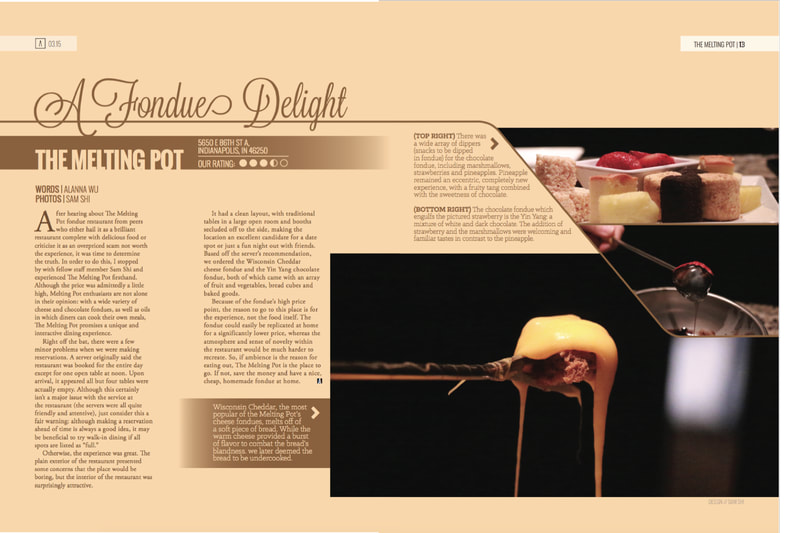 03.15
THE MELTING POT | 13
A Fondue Delight
THE MELTING POT
5650 E 86TH ST A,
INDIANAPOLIS, IN 46250
OUR RATING:
WORDS | ALANNA WU
PHOTOS | SAM SHI
After hearing about The Melting
Pot fondue restaurant from peers
who either hail it as a brilliant
restaurant complete with delicious food or
criticize it as an overpriced scam not worth
the experience, it was time to determine
the truth. In order to do this, I stopped
by with fellow staff member Sam Shi and
experienced The Melting Pot firsthand.
Although the price was admittedly a little
high, Melting Pot enthusiasts are not alone
in their opinion: with a wide variety of
cheese and chocolate fondues, as well as oils
in which diners can cook their own meals,
The Melting Pot promises a unique and
interactive dining experience.
Right off the bat, there were a few
minor problems when we were making
reservations. A server originally said the
restaurant was booked for the entire day
except for one open table at noon. Upon
arrival, it appeared all but four tables were
actually empty. Although this certainly
isn't a major issue with the service at
the restaurant (the servers were all quite
friendly and attentive), just consider this a
fair warning: although making a reservation
ahead of time is always a good idea, it may
be beneficial to try walk-in dining if all
spots are listed as "full."
Otherwise, the experience was great. The
plain exterior of the restaurant presented
some concerns that the place would be
boring, but the interior of the restaurant was
surprisingly attractive.
It had a clean layout, with traditional
tables in a large open room and booths
secluded off to the side, making the
location an excellent candidate for a date
spot or just a fun night out with friends.
Based off the server's recommendation,
we ordered the Wisconsin Cheddar
cheese fondue and the Yin Yang chocolate
fondue, both of which came with an array
of fruit and vegetables, bread cubes and
baked goods.
Because of the fondue's high price
point, the reason to go to this place is for
the experience, not the food itself. The
fondue could easily be replicated at home
for a significantly lower price, whereas the
atmosphere and sense of novelty within
the restaurant would be much harder to
recreate. So, if ambience is the reason for
eating out, The Melting Pot is the place to
go. If not, save the money and have a nice,
cheap, homemade fondue at home.
Wisconsin Cheddar, the most
popular of the Melting Pot's
cheese fondues, melts off of
a soft piece of bread. While the
warm cheese provided a burst
of flavor to combat the bread's
blandness, we later deemed the
bread to be undercooked.
(TOP RIGHT) There was
a wide array of dippers
(snacks to be dipped
in fondue) for the chocolate
fondue, including marshmallows,
strawberries and pineapples. Pineapple
remained an eccentric, completely new
experience, with a fruity tang combined
with the sweetness of chocolate.
(BOTTOM RIGHT) The chocolate fondue which
engulfs the pictured strawberry is the Yin Yang: a
mixture of white and dark chocolate. The addition of
strawberry and the marshmallows were welcoming and
familiar tastes in contrast to the pineapple.
DESIGN // SAM SHI